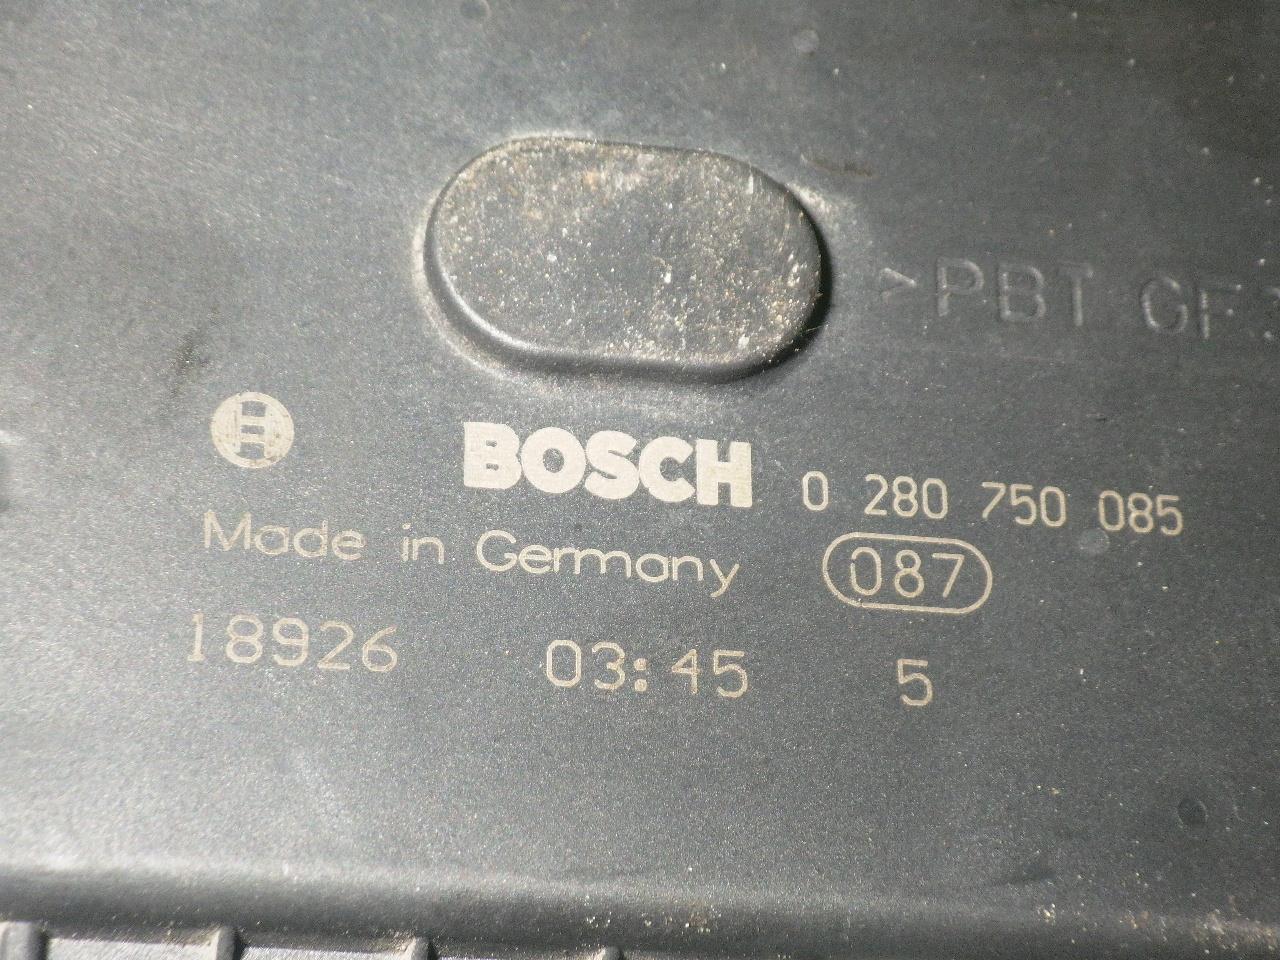 >PBT GF
BOSCH 0 280 750 085
Made in Germany 087
18926 03:45 5